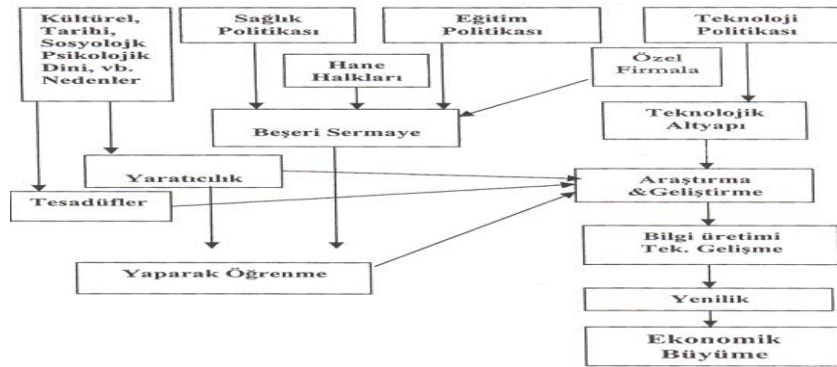 Kültürel,
Tarihi,
Sosyolojk
Psikolojik
Dini, vb.
Nedenler
Sağlık
Politikası
Eğitim
Politikası
Teknoloji
Politikası
Hane
Halkları
Özel
Firmala
Beşeri Sermaye
Teknolojik
Altyapı
Yaratıcılık
Tesadüfler
Araştırma
&Geliştirme
Yaparak Öğrenme
Bilgi üretimi
Tek. Gelişme
Yenilik
Ekonomik
Büyüme